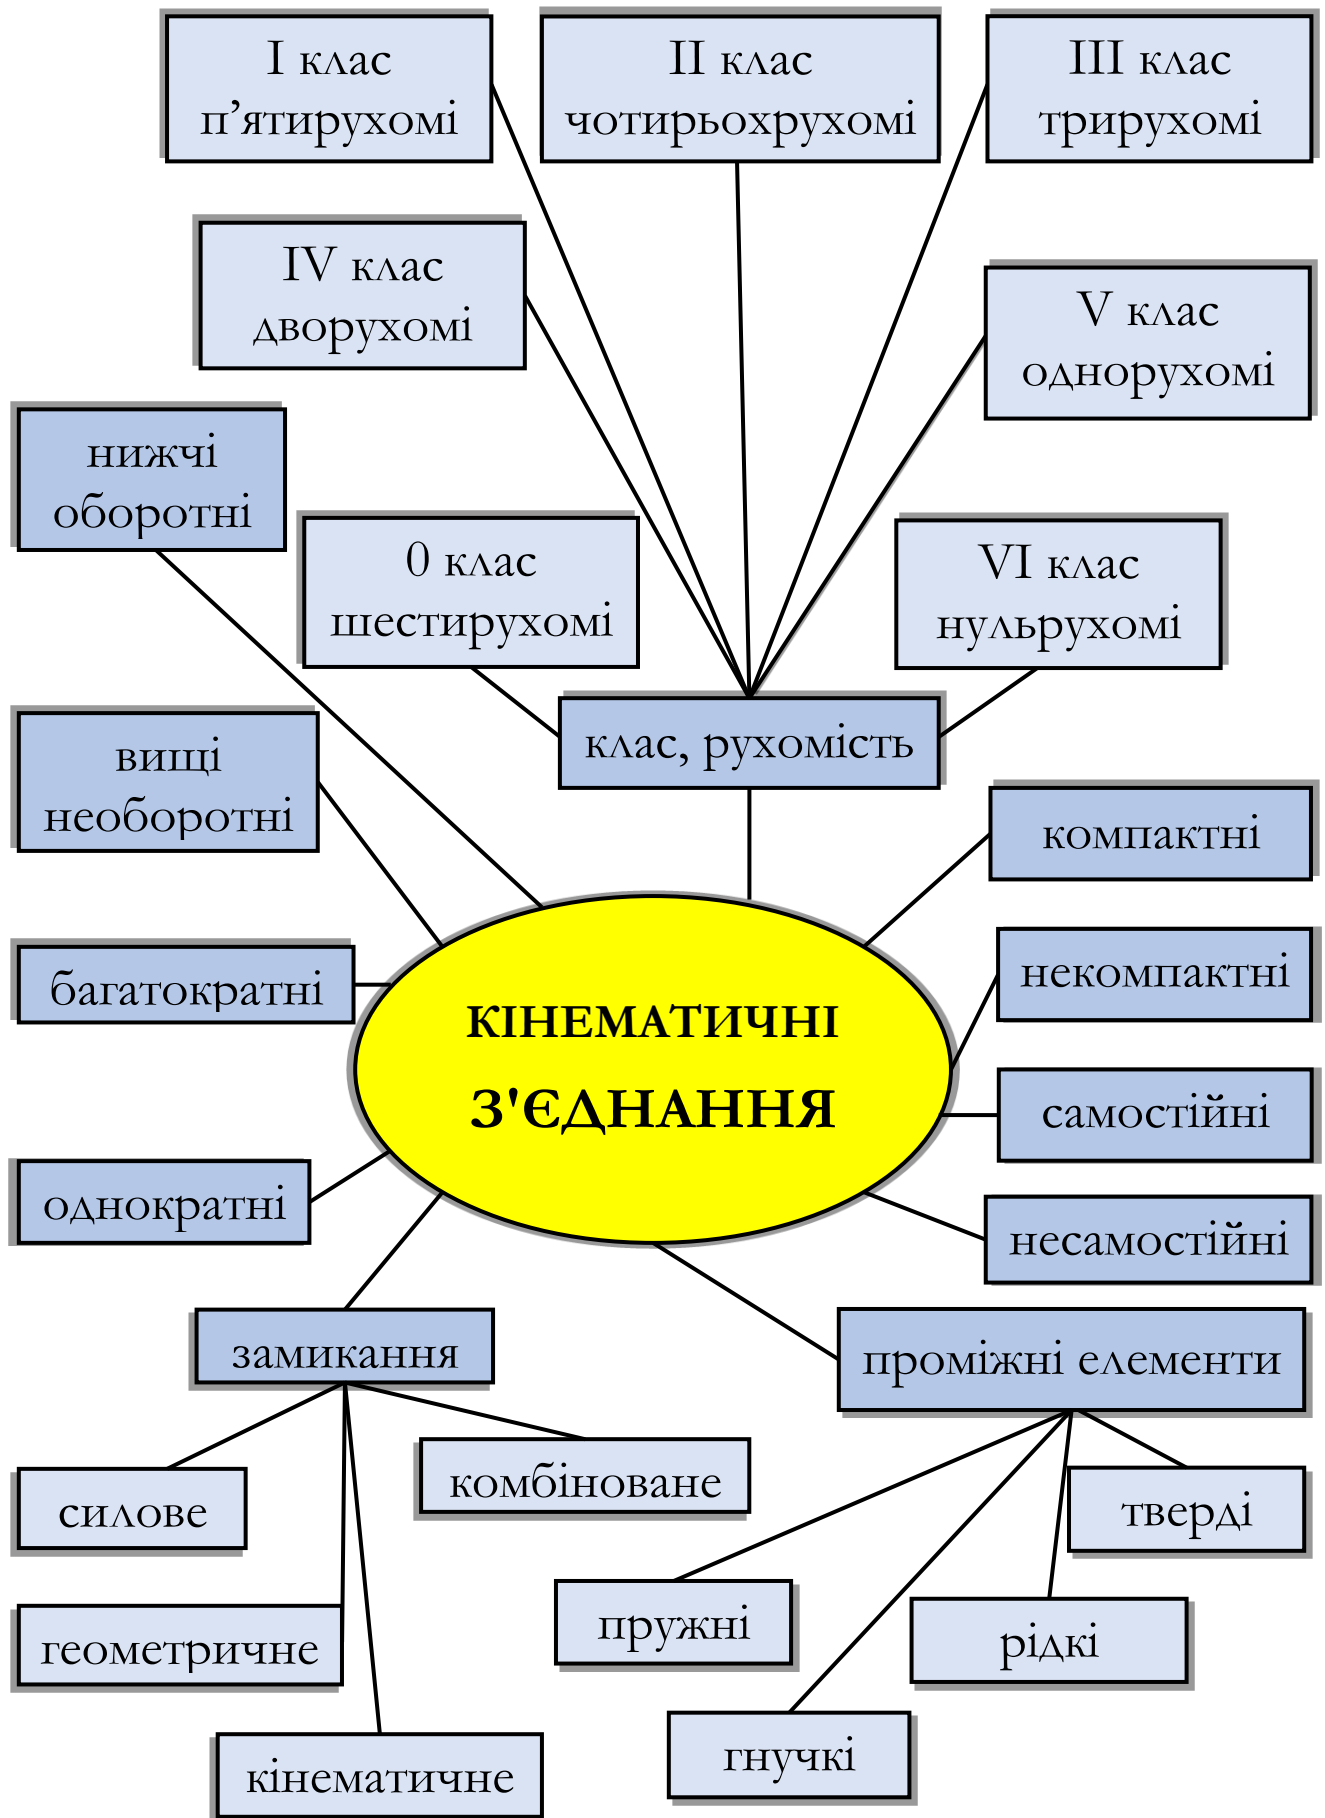 I клас
п’ятирухомі
II клас
чотирьохрухомі
III клас
трирухомі
IV клас
дворухомі
V клас
однорухомі
нижчі
оборотні
0 клас
шестирухомі
VI клас
нульрухомі
клас, рухомість
вищі
необоротні
компактні
багатократні
некомпактні
КІНЕМАТИЧНІ
З'ЄДНАННЯ
самостійні
однократні
несамостійні
замикання
проміжні елементи
силове
комбіноване
тверді
геометричне
пружні
рідкі
кінематичне
гнучкі